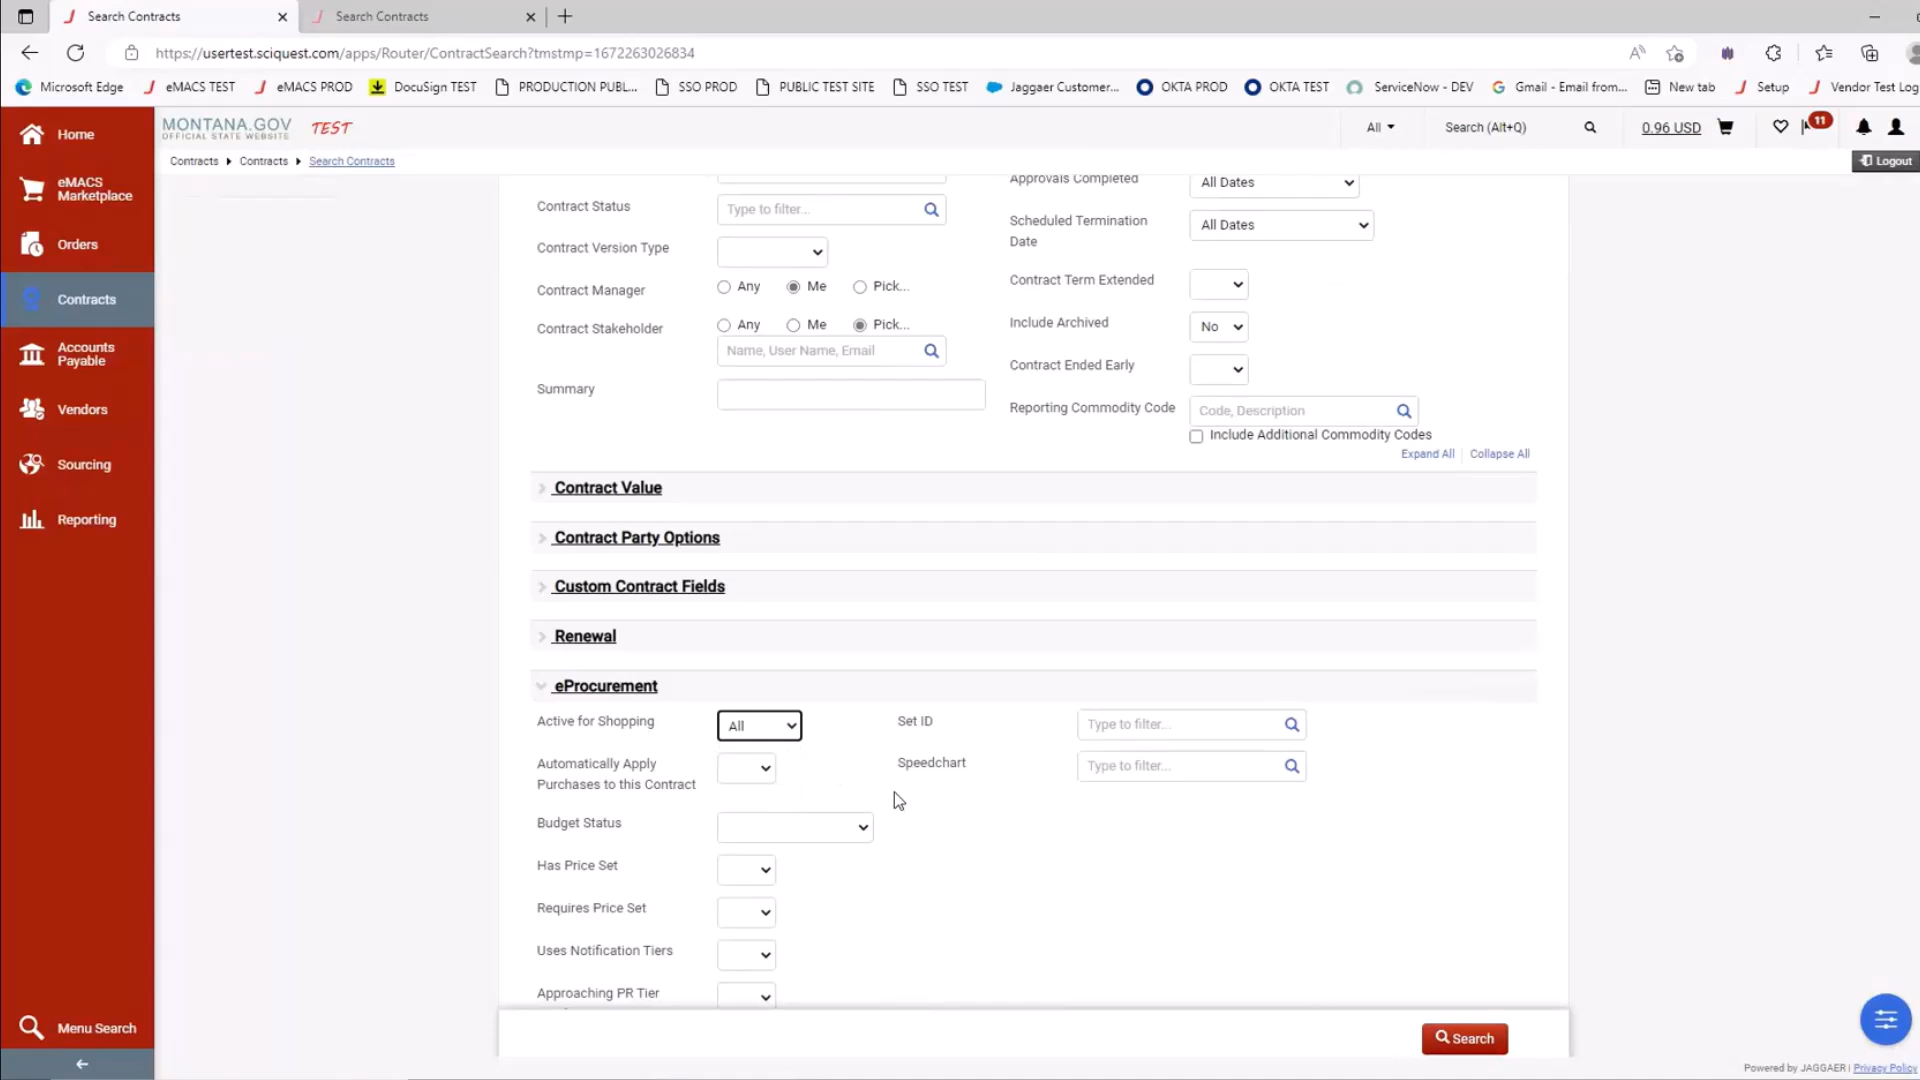 Search Contracts
Search Contracts
https://usertest.sciquest.com/apps/Router/ContractSearch?tmstmp=1672263026834
Microsoft Edge
eMACS TEST
eMACS PROD
DocuSign TEST
PRODUCTION PUBL...
SSO PROD
PUBLIC TEST SITE
SSO TEST
Jaggaer Customer...
OKTA PROD
OKTA TEST
ServiceNow - DEV
Gmail - Email from...
New tab
Setup
Vendor Test Log
Home
eMACS
Marketplace
Orders
Contracts
Accounts
Payable
Vendors
Sourcing
Reporting
Menu Search
MONTANA.GOV
OFFICIAL STATE WEBSITE
TEST
All
Search (Alt+Q)
0.96 USD
11
Contracts
Contracts
Search Contracts
Logout
Contract Status
Type to filter...
Contract Version Type
Contract Manager
Any
Me
Pick...
Contract Stakeholder
Any
Me
Pick...
Name, User Name, Email
Summary
Approvals Completed
All Dates
Scheduled Termination
Date
All Dates
Contract Term Extended
Include Archived
No
Contract Ended Early
Reporting Commodity Code
Code, Description
Include Additional Commodity Codes
Expand All
Collapse All
Contract Value
Contract Party Options
Custom Contract Fields
Renewal
eProcurement
Active for Shopping
All
Set ID
Type to filter...
Automatically Apply
Purchases to this Contract
Speedchart
Type to filter...
Budget Status
Has Price Set
Requires Price Set
Uses Notification Tiers
Approaching PR Tier
Search
Powered by JAGGAER | Privacy Policy